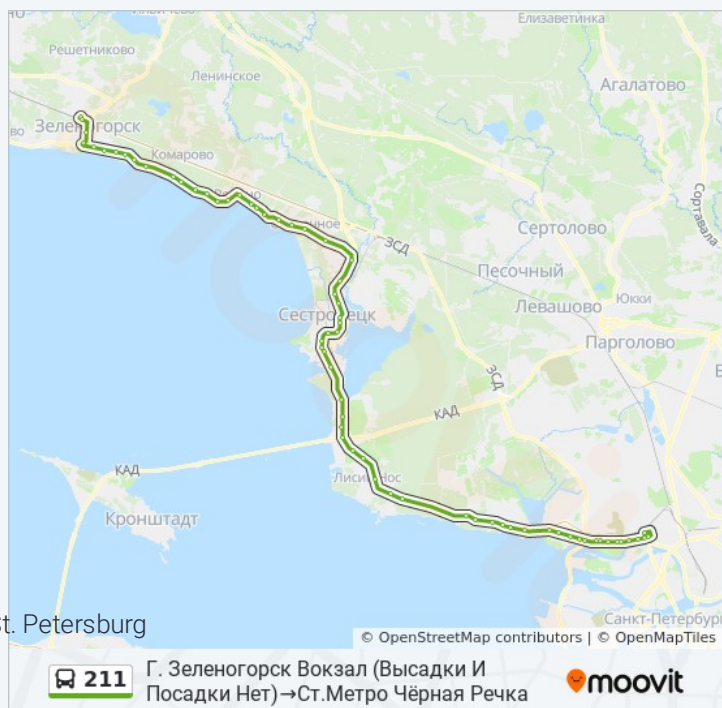 Елизаветинка
Решетниково
Ленинское
Агалатово
Зеленогорск
Комарово
Сортавала
ЗСД
Сертолово
Песочный
Сестрорецк
Левашово
Юкки
Парголово
ЗСД
КАД
КАД
Лисий Нос
Кронштадт
St. Petersburg
Санкт-Петербург
© OpenStreetMap contributors | © OpenMapTiles
211
Г. Зеленогорск Вокзал (Высадки И
Посадки Нет)→Ст.Метро Чёрная Речка
moovit